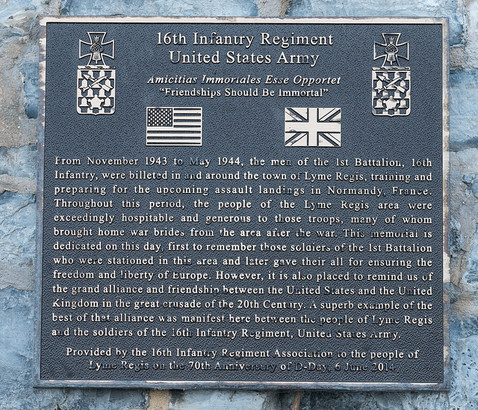 16th Infantry Regiment
United States Army
Amicitias Immoriales Esse Opportet
"Friendships Should Be Immortal"
From November 1943 to May 1944, the men of the 1st Battalion, 16th
Infantry, were billeted in and around the town of Lyme Regis, training and
preparing for the upcoming assault landings in Normandy, France.
Throughout this period, the people of the Lyme Regis area were
exceedingly hospitable and generous to those troops, many of whom
brought home war brides from the area after the war. This memorial is
dedicated on this day, first to remember those soldiers of the 1st Battalion
who were stationed in this area and later gave their all for ensuring the
freedom and liberty of Europe. However, it is also placed to remind us of
the grand alliance and friendship between the United States and the United
Kingdom in the great crusade of the 20th Century. A superb example of the
best of that alliance was manifest here between the people of Lyme Regis
and the soldiers of the 16th Infantry Regiment, United States Army.
Provided by the 16th Infantry Regiment Association to the people of
Lyme Regis on the 70th Anniversary of D-Day, 6 June 2014